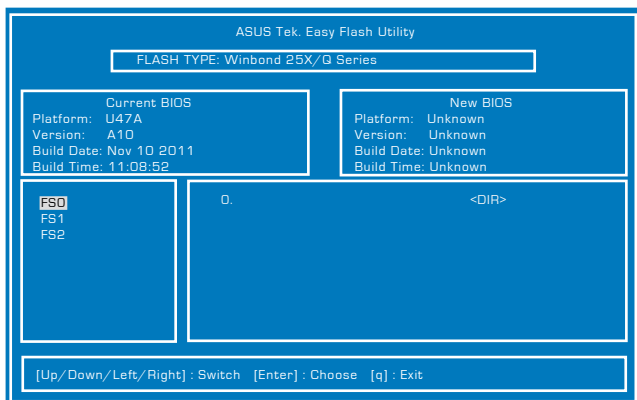 ASUS Tek. Easy Flash Utility
FLASH TYPE: Winbond 25X/Q Series
Current BIOS
Platform: U47A
Version: A10
Build Date: Nov 10 2011
Build Time: 11:08:52
New BIOS
Platform: Unknown
Version: Unknown
Build Date: Unknown
Build Time: Unknown
FS0
FS1
FS2
0. <DIR>
[Up/Down/Left/Right] : Switch [Enter] : Choose [q] : Exit